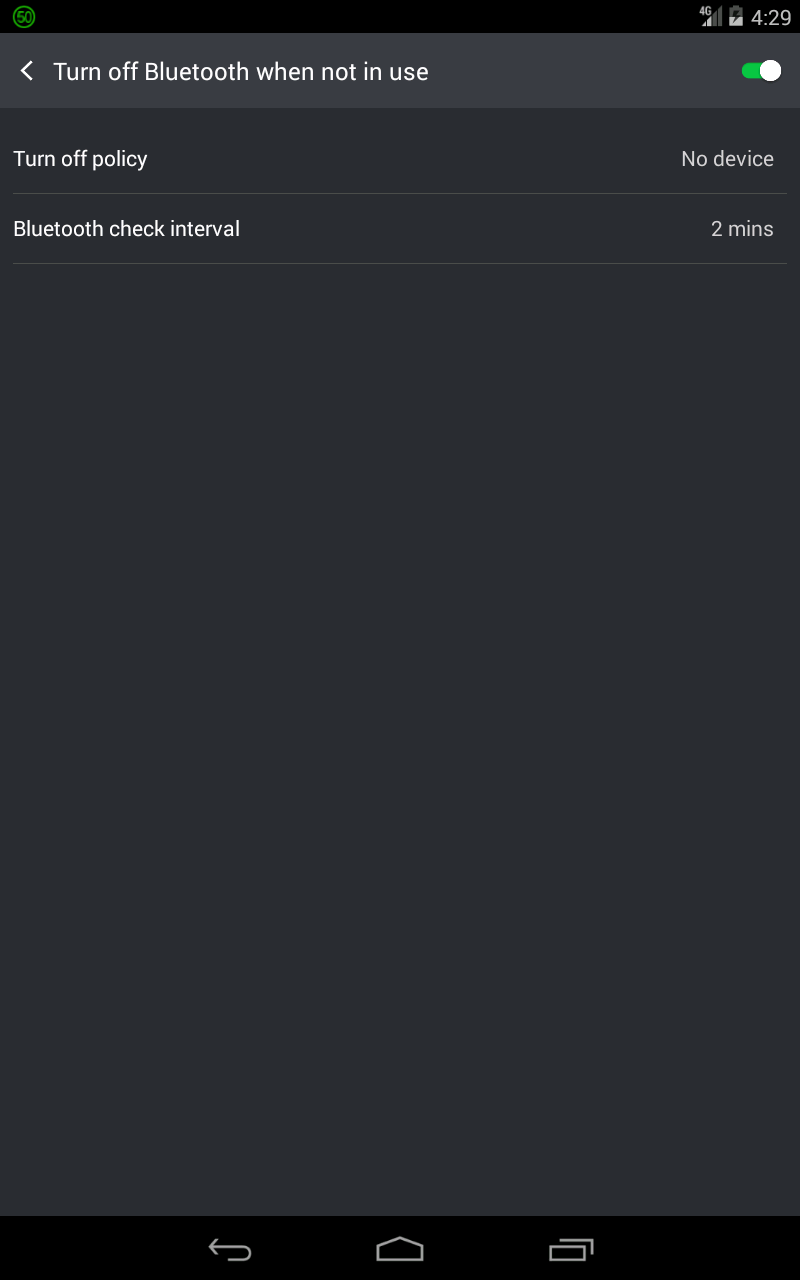 50
4G
4:29
Turn off Bluetooth when not in use
Turn off policy
No device
Bluetooth check interval
2 mins